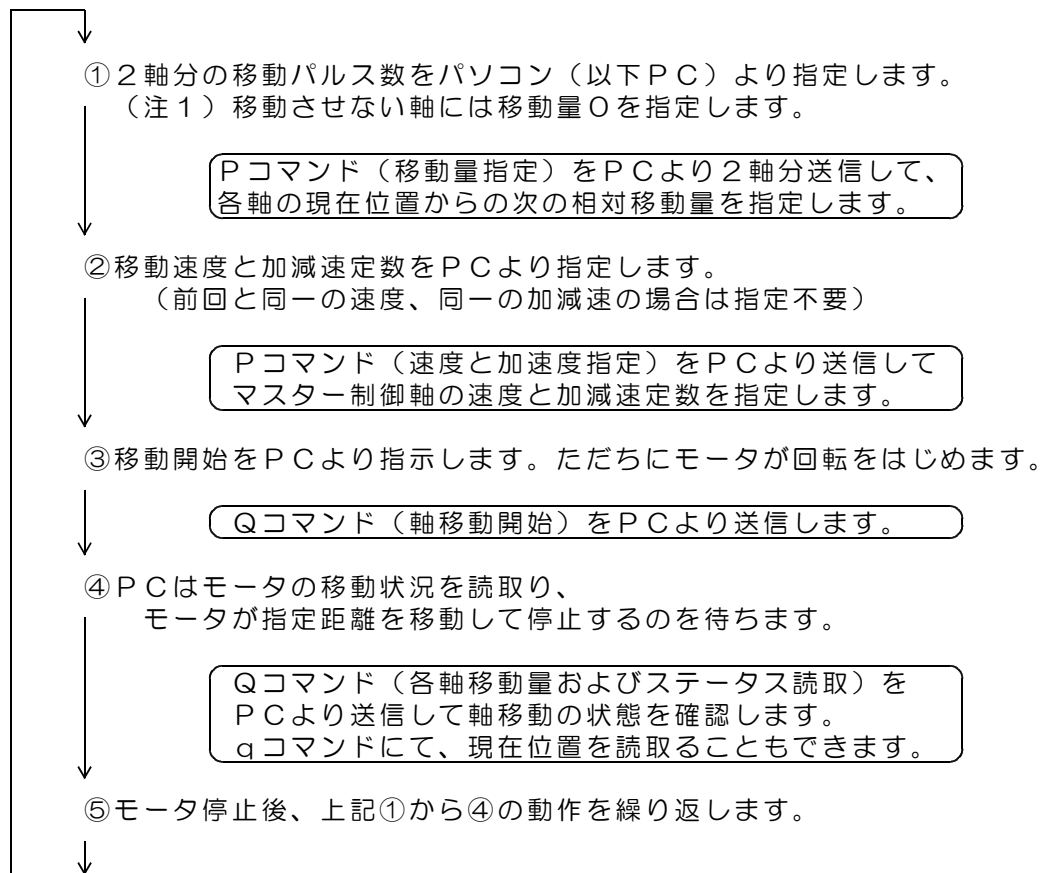 ①２軸分の移動パルス数をパソコン（以下ＰＣ）より指定します。
（注１）移動させない軸には移動量０を指定します。
Ｐコマンド（移動量指定）をＰＣより２軸分送信して、
各軸の現在位置からの次の相対移動量を指定します。
②移動速度と加減速定数をＰＣより指定します。
（前回と同一の速度、同一の加減速の場合は指定不要）
Ｐコマンド（速度と加速度指定）をＰＣより送信して
マスター制御軸の速度と加減速定数を指定します。
③移動開始をＰＣより指示します。ただちにモータが回転をはじめます。
Ｑコマンド（軸移動開始）をＰＣより送信します。
④ＰＣはモータの移動状況を読取り、
モータが指定距離を移動して停止するのを待ちます。
Ｑコマンド（各軸移動量およびステータス読取）を
ＰＣより送信して軸移動の状態を確認します。
ｑコマンドにて、現在位置を読取ることもできます。
⑤モータ停止後、上記①から④の動作を繰り返します。